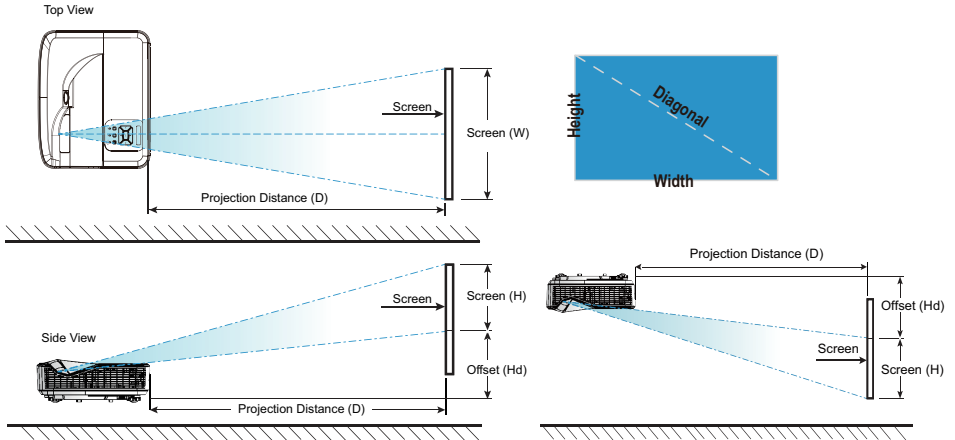 Top View
Screen
Screen (W)
Projection Distance (D)
Height
Diagonal
Width
Side View
Screen
Screen (H)
Offset (Hd)
Projection Distance (D)
Projection Distance (D)
Offset (Hd)
Screen
Screen (H)